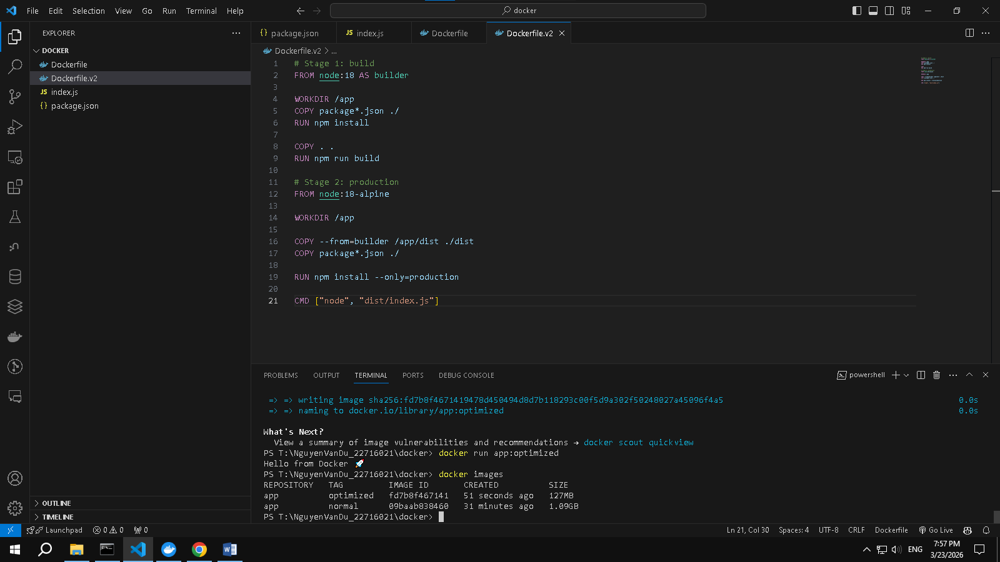 File Edit Selection View Go Run Terminal Help
docker
EXPLORER
DOCKER
Dockerfile
Dockerfile.v2
index.js
package.json
OUTLINE
TIMELINE
package.json
index.js
Dockerfile
Dockerfile.v2
Dockerfile.v2 > ...
1 # Stage 1: build
2 FROM node:18 AS builder
3
4 WORKDIR /app
5 COPY package*.json ./
6 RUN npm install
7
8 COPY . .
9 RUN npm run build
10
11 # Stage 2: production
12 FROM node:18-alpine
13
14 WORKDIR /app
15
16 COPY --from=builder /app/dist ./dist
17 COPY package*.json ./
18
19 RUN npm install --only=production
20
21 CMD ["node", "dist/index.js"]
PROBLEMS OUTPUT TERMINAL PORTS DEBUG CONSOLE
powershell
=> => writing image sha256:fd7b8f4671419478d450494d8d7b118293c00f5d9a302f50248027a45096f4a5 0.0s
=> => naming to docker.io/library/app:optimized 0.0s
What's Next?
View a summary of image vulnerabilities and recommendations → docker scout quickview
PS T:\NguyenVanDu_22716021\docker> docker run app:optimized
Hello from Docker 🚀
PS T:\NguyenVanDu_22716021\docker> docker images
REPOSITORY TAG IMAGE ID CREATED SIZE
app optimized fd7b8f467141 51 seconds ago 127MB
app normal 09baab838460 31 minutes ago 1.09GB
PS T:\NguyenVanDu_22716021\docker>
Launchpad 0 0 0
Ln 21, Col 30 Spaces: 4 UTF-8 CRLF Dockerfile Go Live
ENG
7:57 PM
3/23/2026